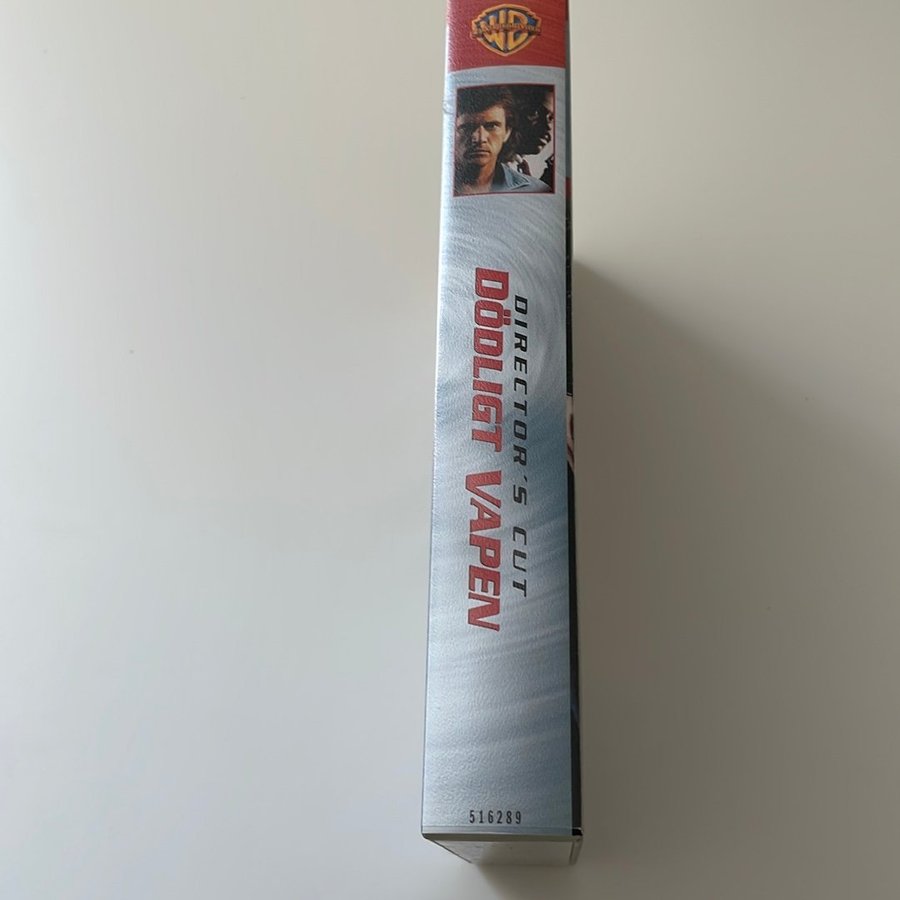 WB
DIRECTOR'S CUT
DÖDLIGT VAPEN
516289